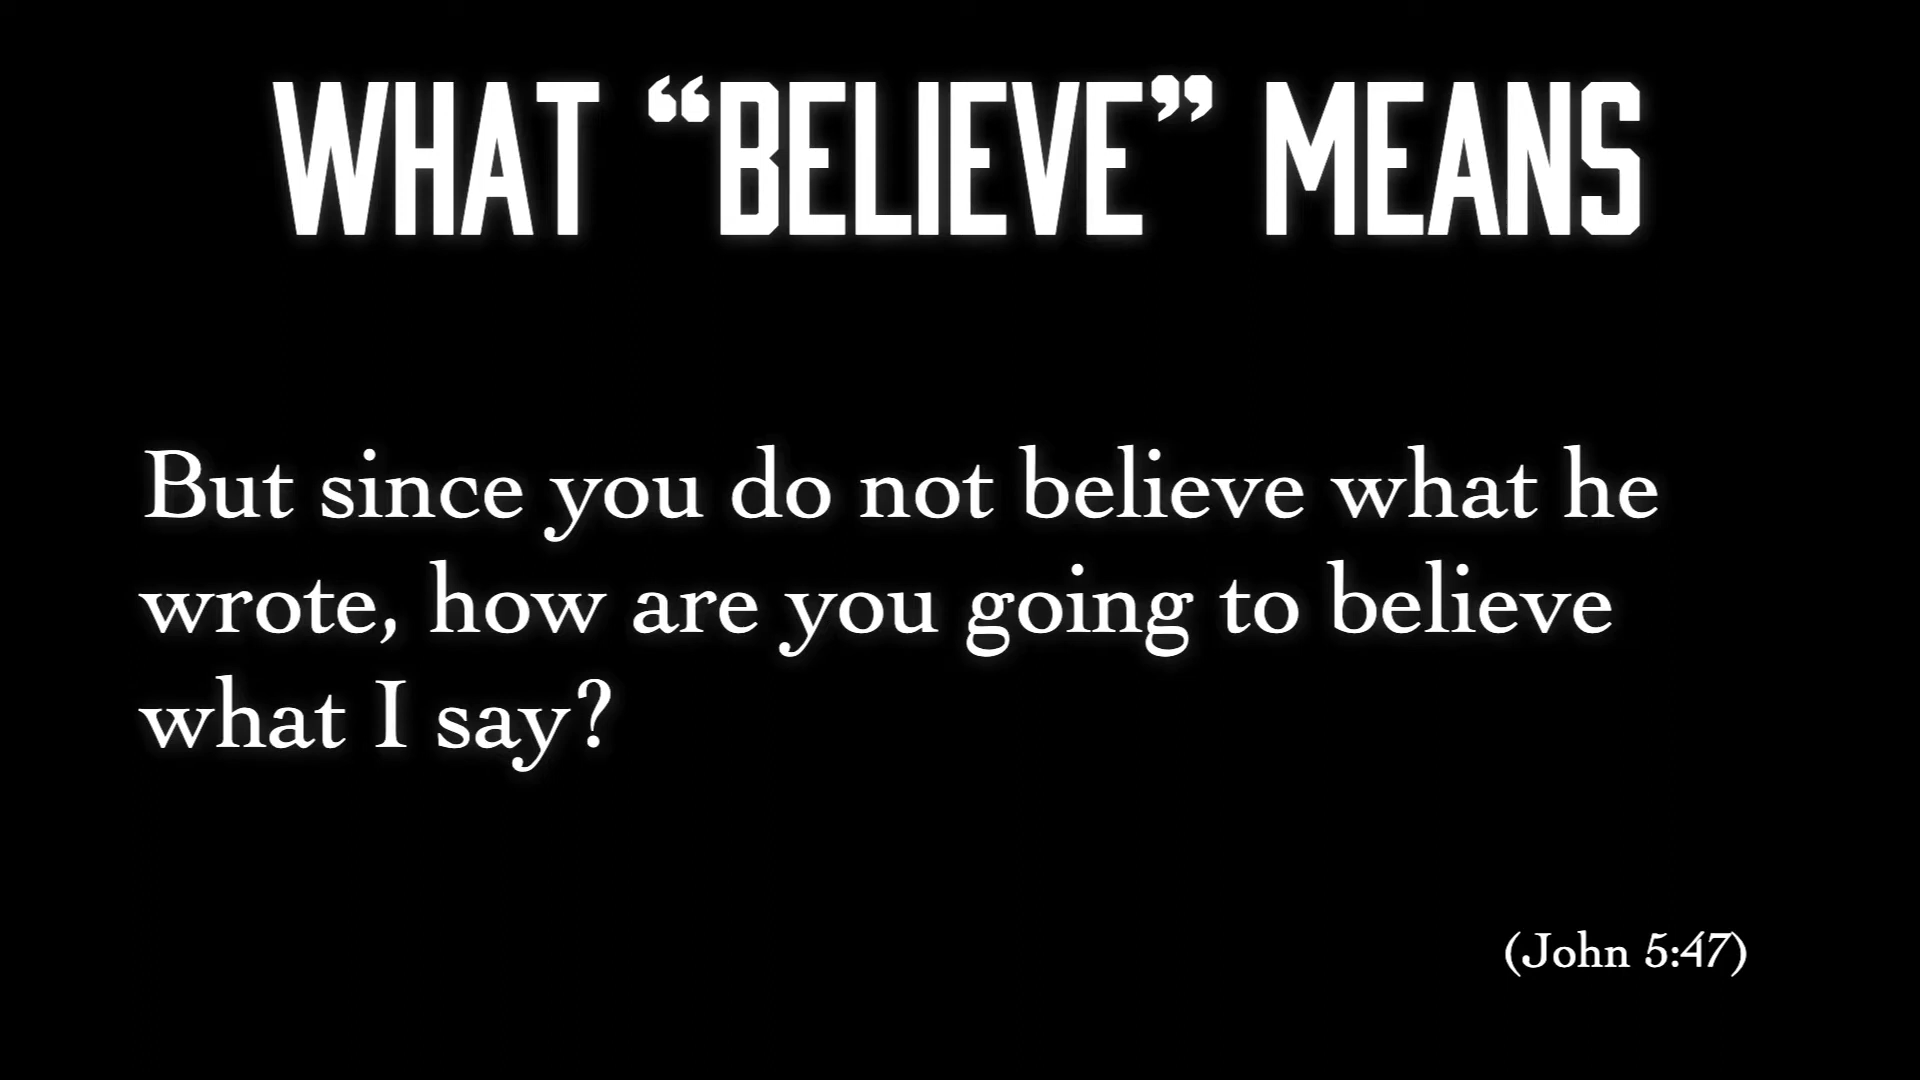 WHAT “BELIEVE” MEANS
But since you do not believe what he
wrote, how are you going to believe
what I say?
(John 5:47)